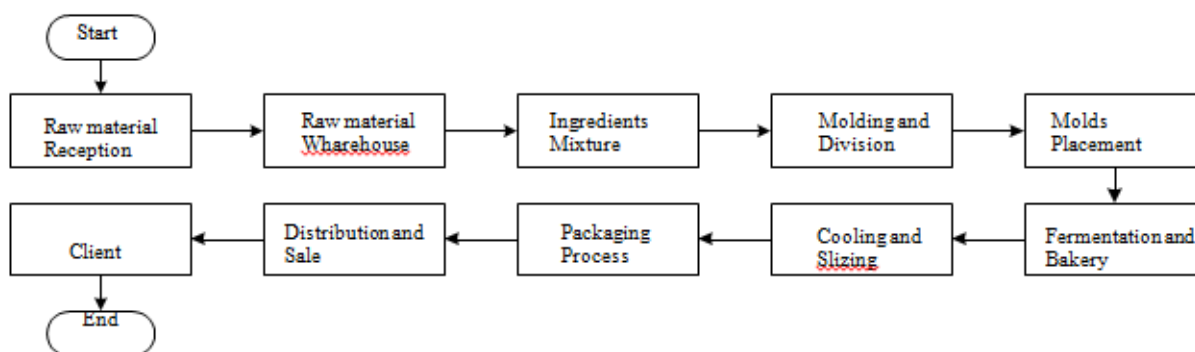 Start
Raw material
Reception
Raw material
Wharehouse
Ingredients
Mixture
Molding and
Division
Molds
Placement
Fermentation and
Bakery
Cooling and
Slizing
Packaging
Process
Distribution and
Sale
Client
End